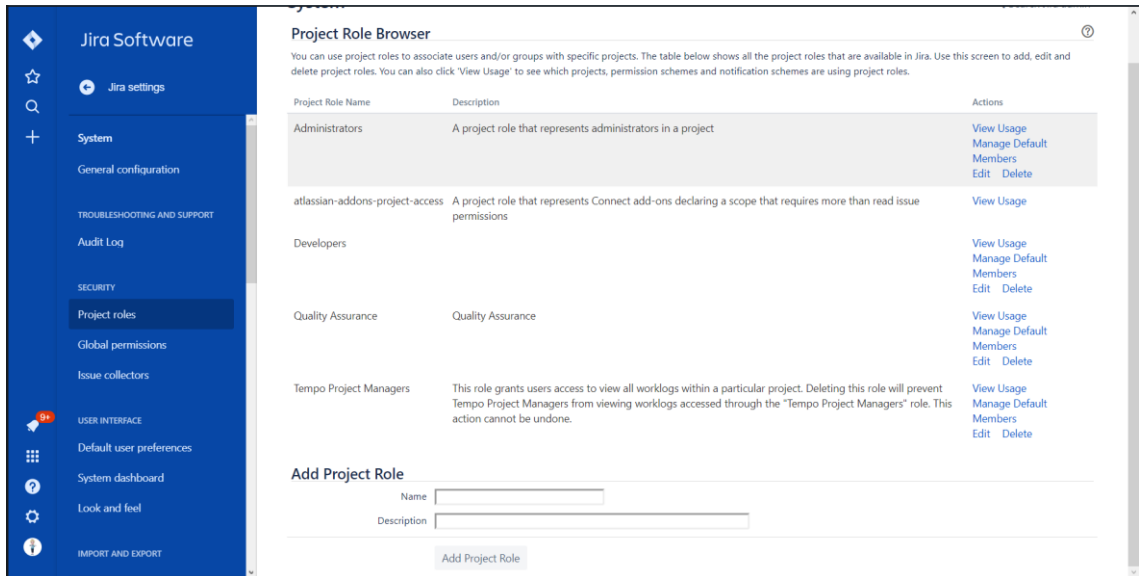 Jira Software
Jira settings
System
General configuration
TROUBLESHOOTING AND SUPPORT
Audit Log
SECURITY
Project roles
Global permissions
Issue collectors
USER INTERFACE
Default user preferences
System dashboard
Look and feel
IMPORT AND EXPORT
9+
System
Project Role Browser
You can use project roles to associate users and/or groups with specific projects. The table below shows all the project roles that are available in Jira. Use this screen to add, edit and
delete project roles. You can also click 'View Usage' to see which projects, permission schemes and notification schemes are using project roles.
Project Role Name Description Actions
Administrators A project role that represents administrators in a project View Usage
Manage Default
Members
Edit Delete
atlassian-addons-project-access A project role that represents Connect add-ons declaring a scope that requires more than read issue View Usage
permissions
Developers View Usage
Manage Default
Members
Edit Delete
Quality Assurance Quality Assurance View Usage
Manage Default
Members
Edit Delete
Tempo Project Managers This role grants users access to view all worklogs within a particular project. Deleting this role will prevent View Usage
Tempo Project Managers from viewing worklogs accessed through the "Tempo Project Managers" role. This Manage Default
action cannot be undone. Members
Edit Delete
Add Project Role
Name
Description
Add Project Role